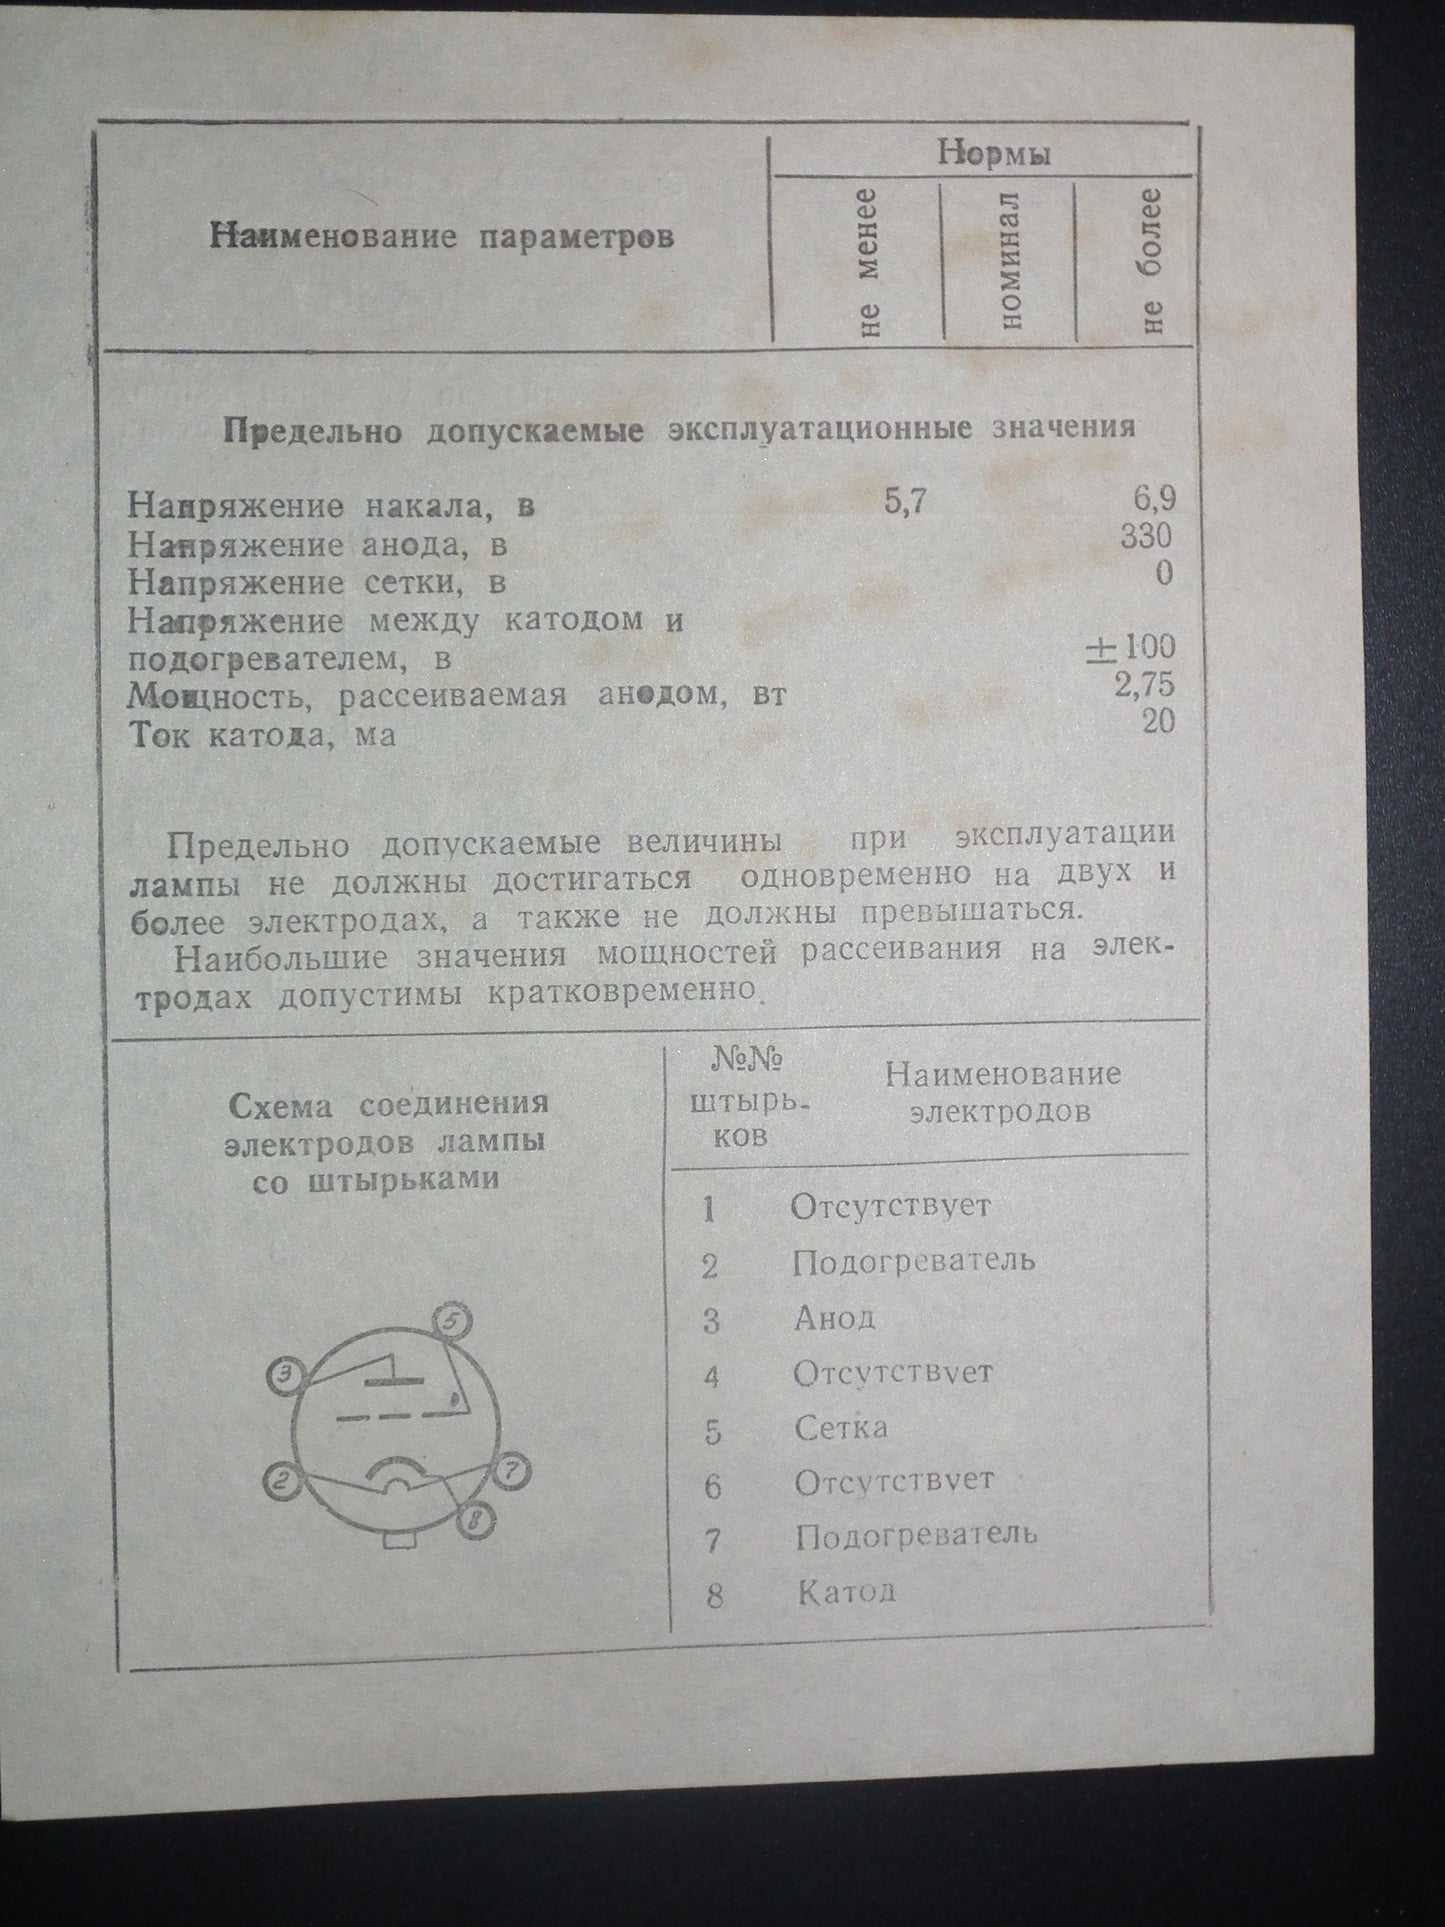 Наименование параметров
Нормы
не менее
номинал
не более
Предельно допускаемые эксплуатационные значения
Напряжение накала, в 5,7 6,9
Напряжение анода, в 330
Напряжение сетки, в 0
Напряжение между катодом и
подогревателем, в ±100
Мощность, рассеиваемая анодом, вт 2,75
Ток катода, ма 20
Предельно допускаемые величины при эксплуатации
лампы не должны достигаться одновременно на двух и
более электродах, а также не должны превышаться.
Наибольшие значения мощностей рассеивания на элек-
тродах допустимы кратковременно.
Схема соединения
электродов лампы
со штырьками
5
3
2
7
8
№№
штырь-
ков
Наименование
электродов
1 Отсутствует
2 Подогреватель
3 Анод
4 Отсутствует
5 Сетка
6 Отсутствует
7 Подогреватель
8 Катод